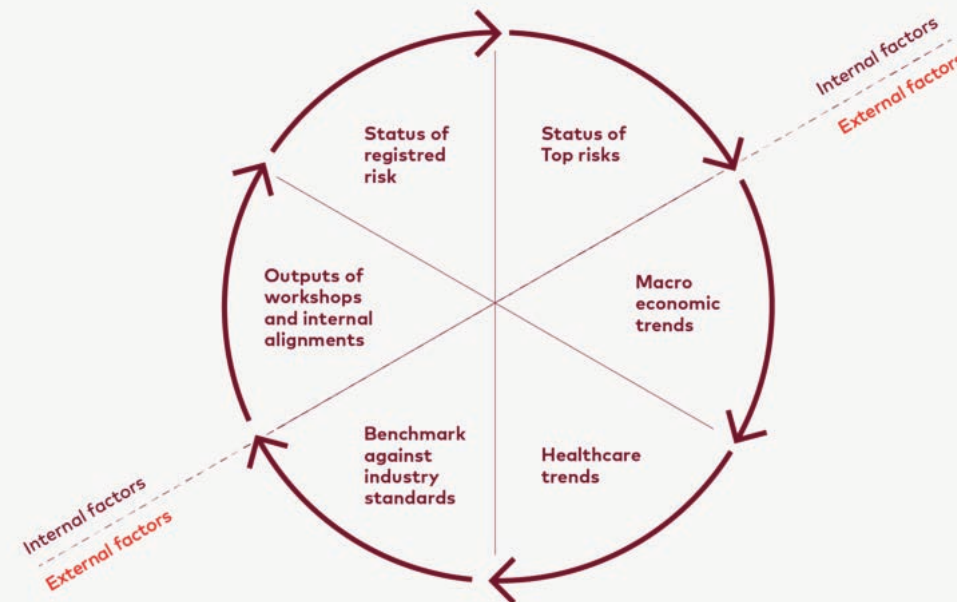 Internal factors
External factors
Status of
registred
risk
Status of
Top risks
Outputs of
workshops
and internal
alignments
Macro
economic
trends
Benchmark
against
industry
standards
Healthcare
trends
Internal factors
External factors